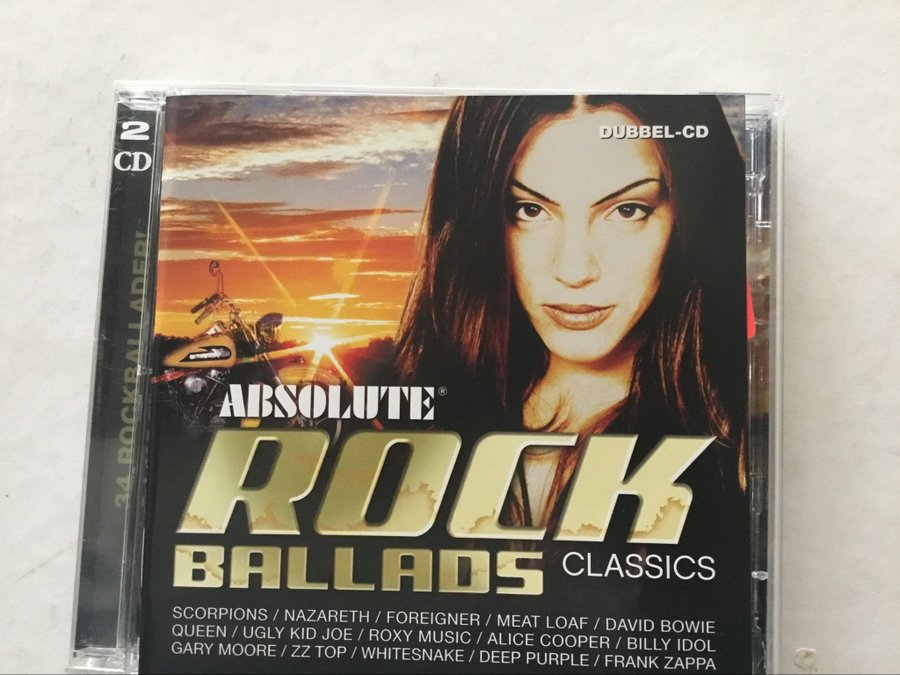 2
CD
34 ROCKBALLADER!
DUBBEL-CD
ABSOLUTE®
ROCK
BALLADS
CLASSICS
SCORPIONS / NAZARETH / FOREIGNER / MEAT LOAF / DAVID BOWIE
QUEEN / UGLY KID JOE / ROXY MUSIC / ALICE COOPER / BILLY IDOL
GARY MOORE / ZZ TOP / WHITESNAKE / DEEP PURPLE / FRANK ZAPPA